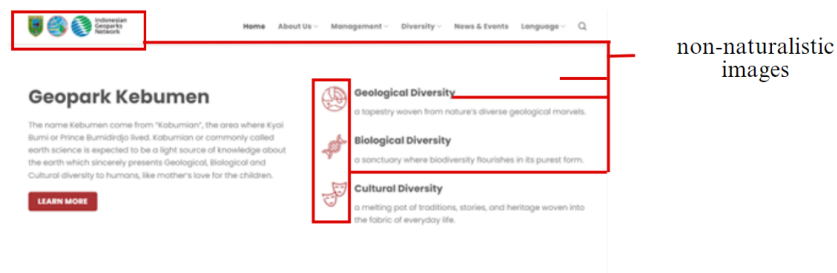 Indonesian
Geoparks
Network
Home About Us Management Diversity News & Events Language
non-naturalistic
images
Geopark Kebumen
The name Kebumen come from "Kabumian", the area where Kyai
Bumi or Prince Bumidirdjo lived. Kabumian or commonly called
earth science is expected to be a light source of knowledge about
the earth which sincerely presents Geological, Biological and
Cultural diversity to humans, like mother's love for the children.
LEARN MORE
Geological Diversity
a tapestry woven from nature's diverse geological marvels.
Biological Diversity
a sanctuary where biodiversity flourishes in its purest form.
Cultural Diversity
a melting pot of traditions, stories, and heritage woven into
the fabric of everyday life.